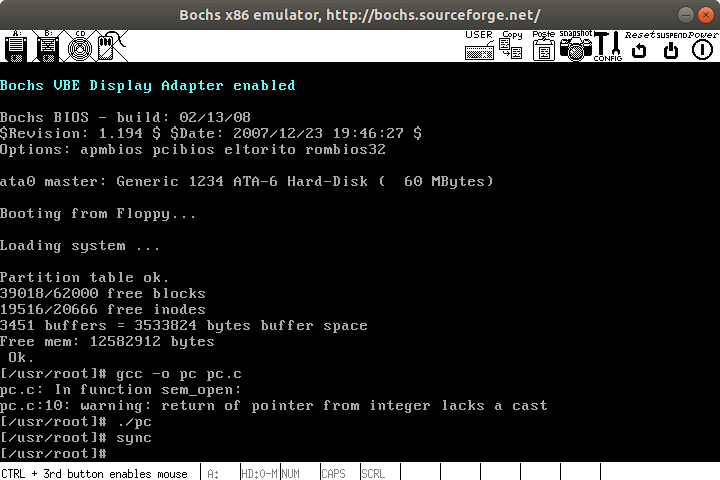 Bochs x86 emulator, http://bochs.sourceforge.net/
A: B: CD USER Copy Paste Snapshot CONFIG Reset SUSPEND Power
Bochs VBE Display Adapter enabled
Bochs BIOS - build: 02/13/08
$Revision: 1.194 $ $Date: 2007/12/23 19:46:27 $
Options: apmbios pcibios eltorito rombios32
ata0 master: Generic 1234 ATA-6 Hard-Disk (  60 MBytes)
Booting from Floppy...
Loading system ...
Partition table ok.
39018/62000 free blocks
19516/20666 free inodes
3451 buffers = 3533824 bytes buffer space
Free mem: 12582912 bytes
 Ok.
[/usr/root]# gcc -o pc pc.c
pc.c: In function sem_open:
pc.c:10: warning: return of pointer from integer lacks a cast
[/usr/root]# ./pc
[/usr/root]# sync
[/usr/root]#
CTRL + 3rd button enables mouse A: HD:0-M NUM CAPS SCRL